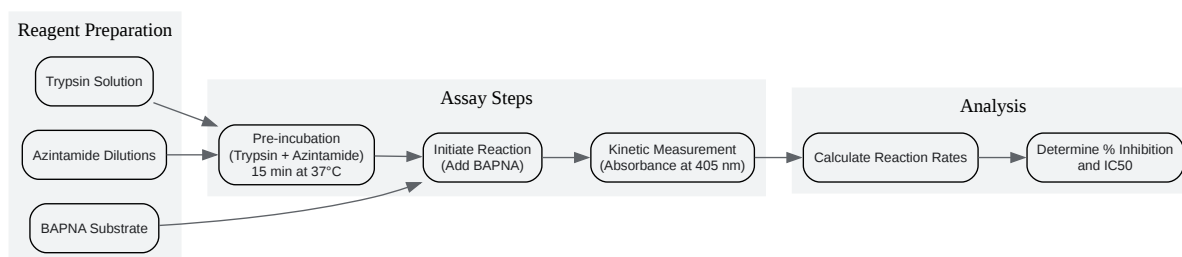 Reagent Preparation
Trypsin Solution
Azintamide Dilutions
BAPNA Substrate
Assay Steps
Pre-incubation
(Trypsin + Azintamide)
15 min at 37°C
Initiate Reaction
(Add BAPNA)
Kinetic Measurement
(Absorbance at 405 nm)
Analysis
Calculate Reaction Rates
Determine % Inhibition
and IC50